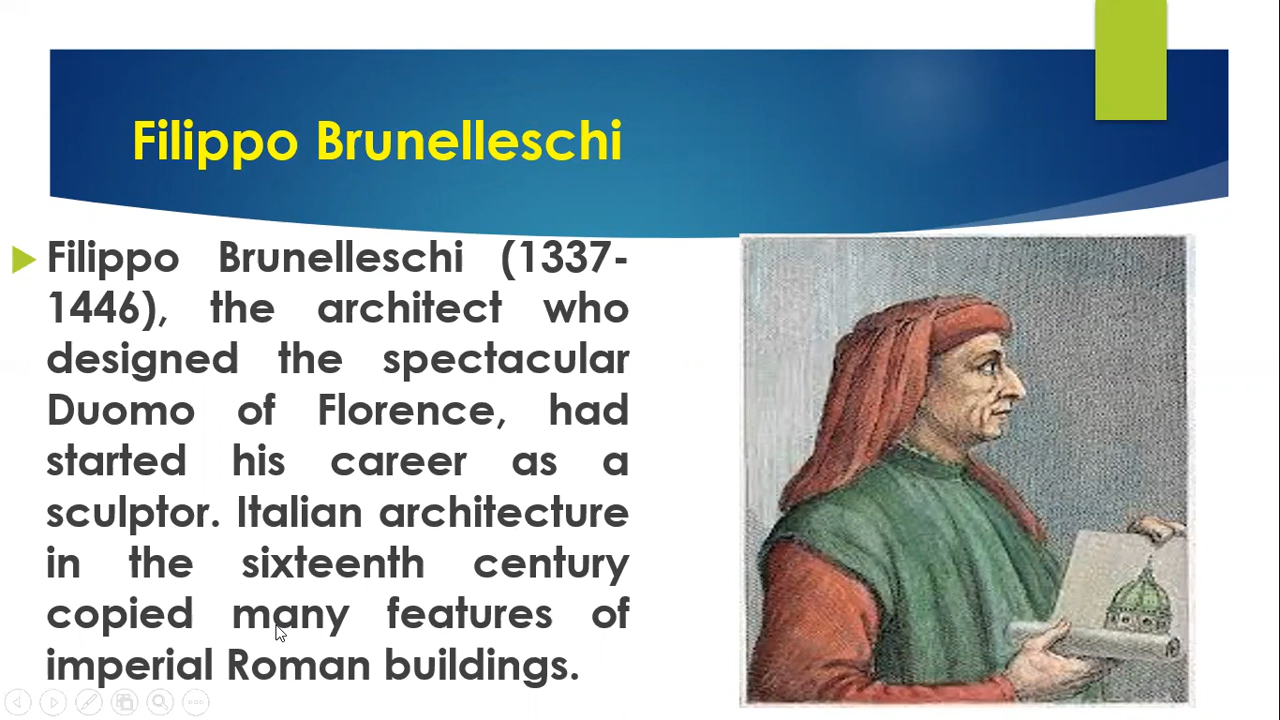 Filippo Brunelleschi
Filippo Brunelleschi (1337-
1446), the architect who
designed the spectacular
Duomo of Florence, had
started his career as a
sculptor. Italian architecture
in the sixteenth century
copied many features of
imperial Roman buildings.